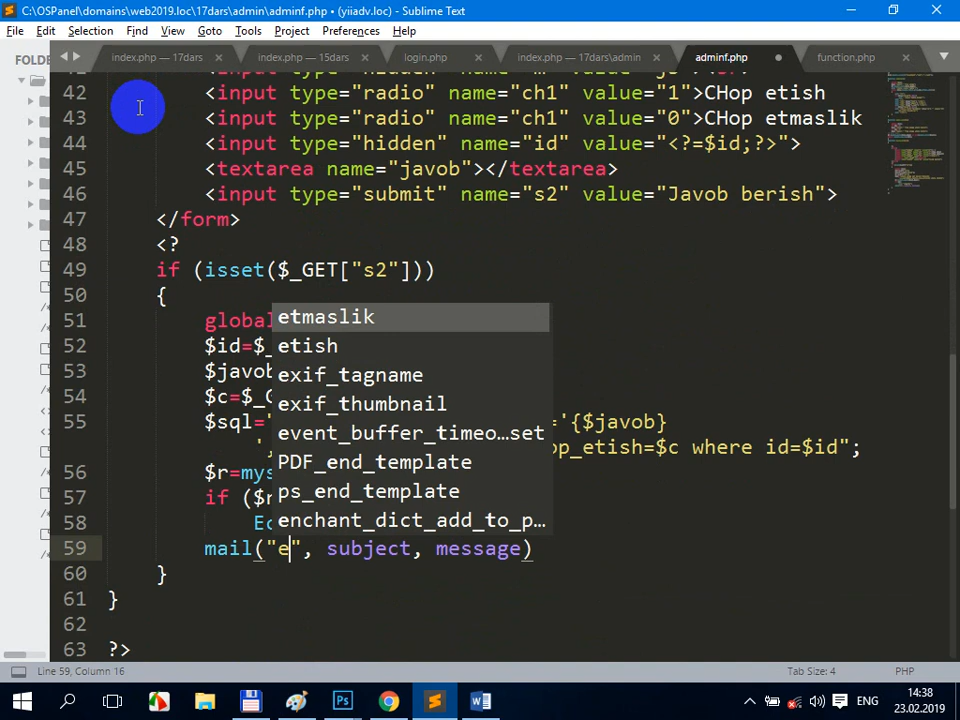 C:\OSPanel\domains\web2019.loc\17dars\admin\adminf.php • (yiiadv.loc) - Sublime Text
File Edit Selection Find View Goto Tools Project Preferences Help
FOLDE
index.php — 17dars
index.php — 15dars
login.php
index.php — 17dars\admin
adminf.php
function.php
42 <input type="radio" name="ch1" value="1">CHop etish
43 <input type="radio" name="ch1" value="0">CHop etmaslik
44 <input type="hidden" name="id" value="<?=$id;?>">
45 <textarea name="javob"></textarea>
46 <input type="submit" name="s2" value="Javob berish">
47 </form>
48 <?
49 if (isset($_GET["s2"]))
50 {
51 global
52 $id=$_
53 $javob
54 $c=$_G
55 $sql= ='{$javob}
op_etish=$c where id=$id";
56 $r=mys
57 if ($r
58 Ec
59 mail("e", subject, message)
60 }
61 }
62
63 ?>
etmaslik
etish
exif_tagname
exif_thumbnail
event_buffer_timeo…set
PDF_end_template
ps_end_template
enchant_dict_add_to_p…
Line 59, Column 16
Tab Size: 4
PHP
ENG
14:38
23.02.2019